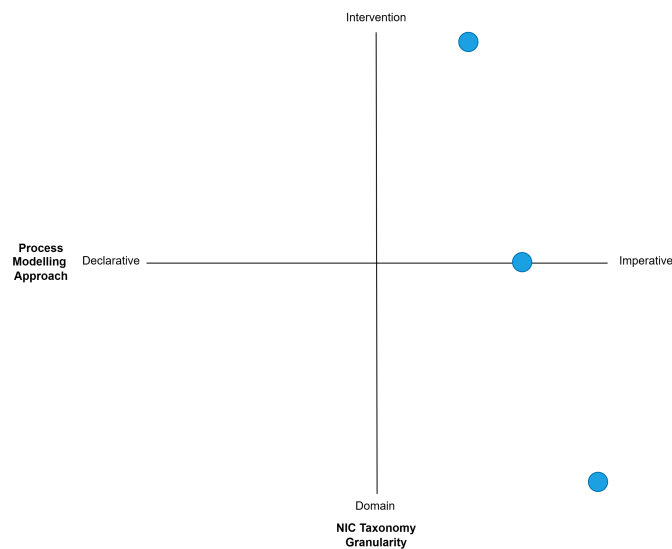 Intervention
Process
Modelling
Approach
Declarative
Imperative
Domain
NIC Taxonomy
Granularity